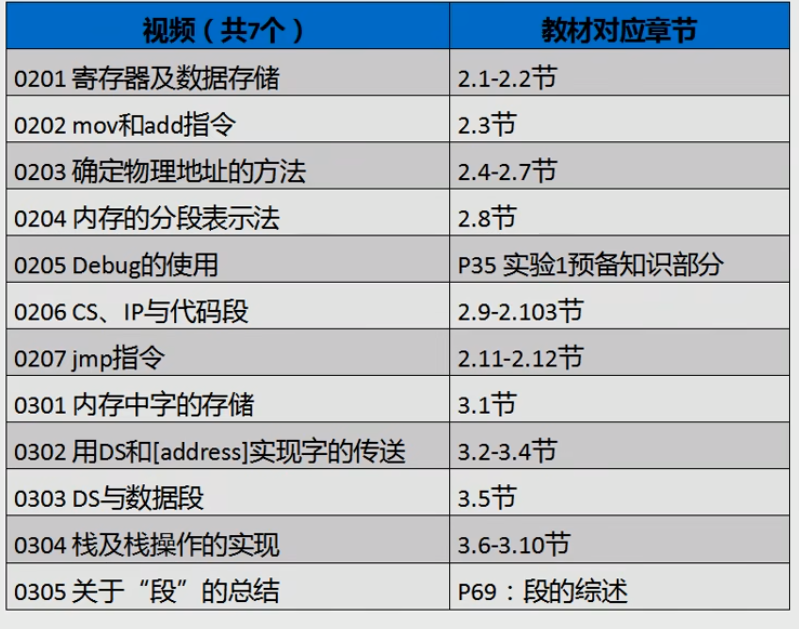 视频（共7个） 教材对应章节
0201 寄存器及数据存储 2.1-2.2节
0202 mov和add指令 2.3节
0203 确定物理地址的方法 2.4-2.7节
0204 内存的分段表示法 2.8节
0205 Debug的使用 P35 实验1预备知识部分
0206 CS、IP与代码段 2.9-2.103节
0207 jmp指令 2.11-2.12节
0301 内存中字的存储 3.1节
0302 用DS和[address]实现字的传送 3.2-3.4节
0303 DS与数据段 3.5节
0304 栈及栈操作的实现 3.6-3.10节
0305 关于“段”的总结 P69：段的综述